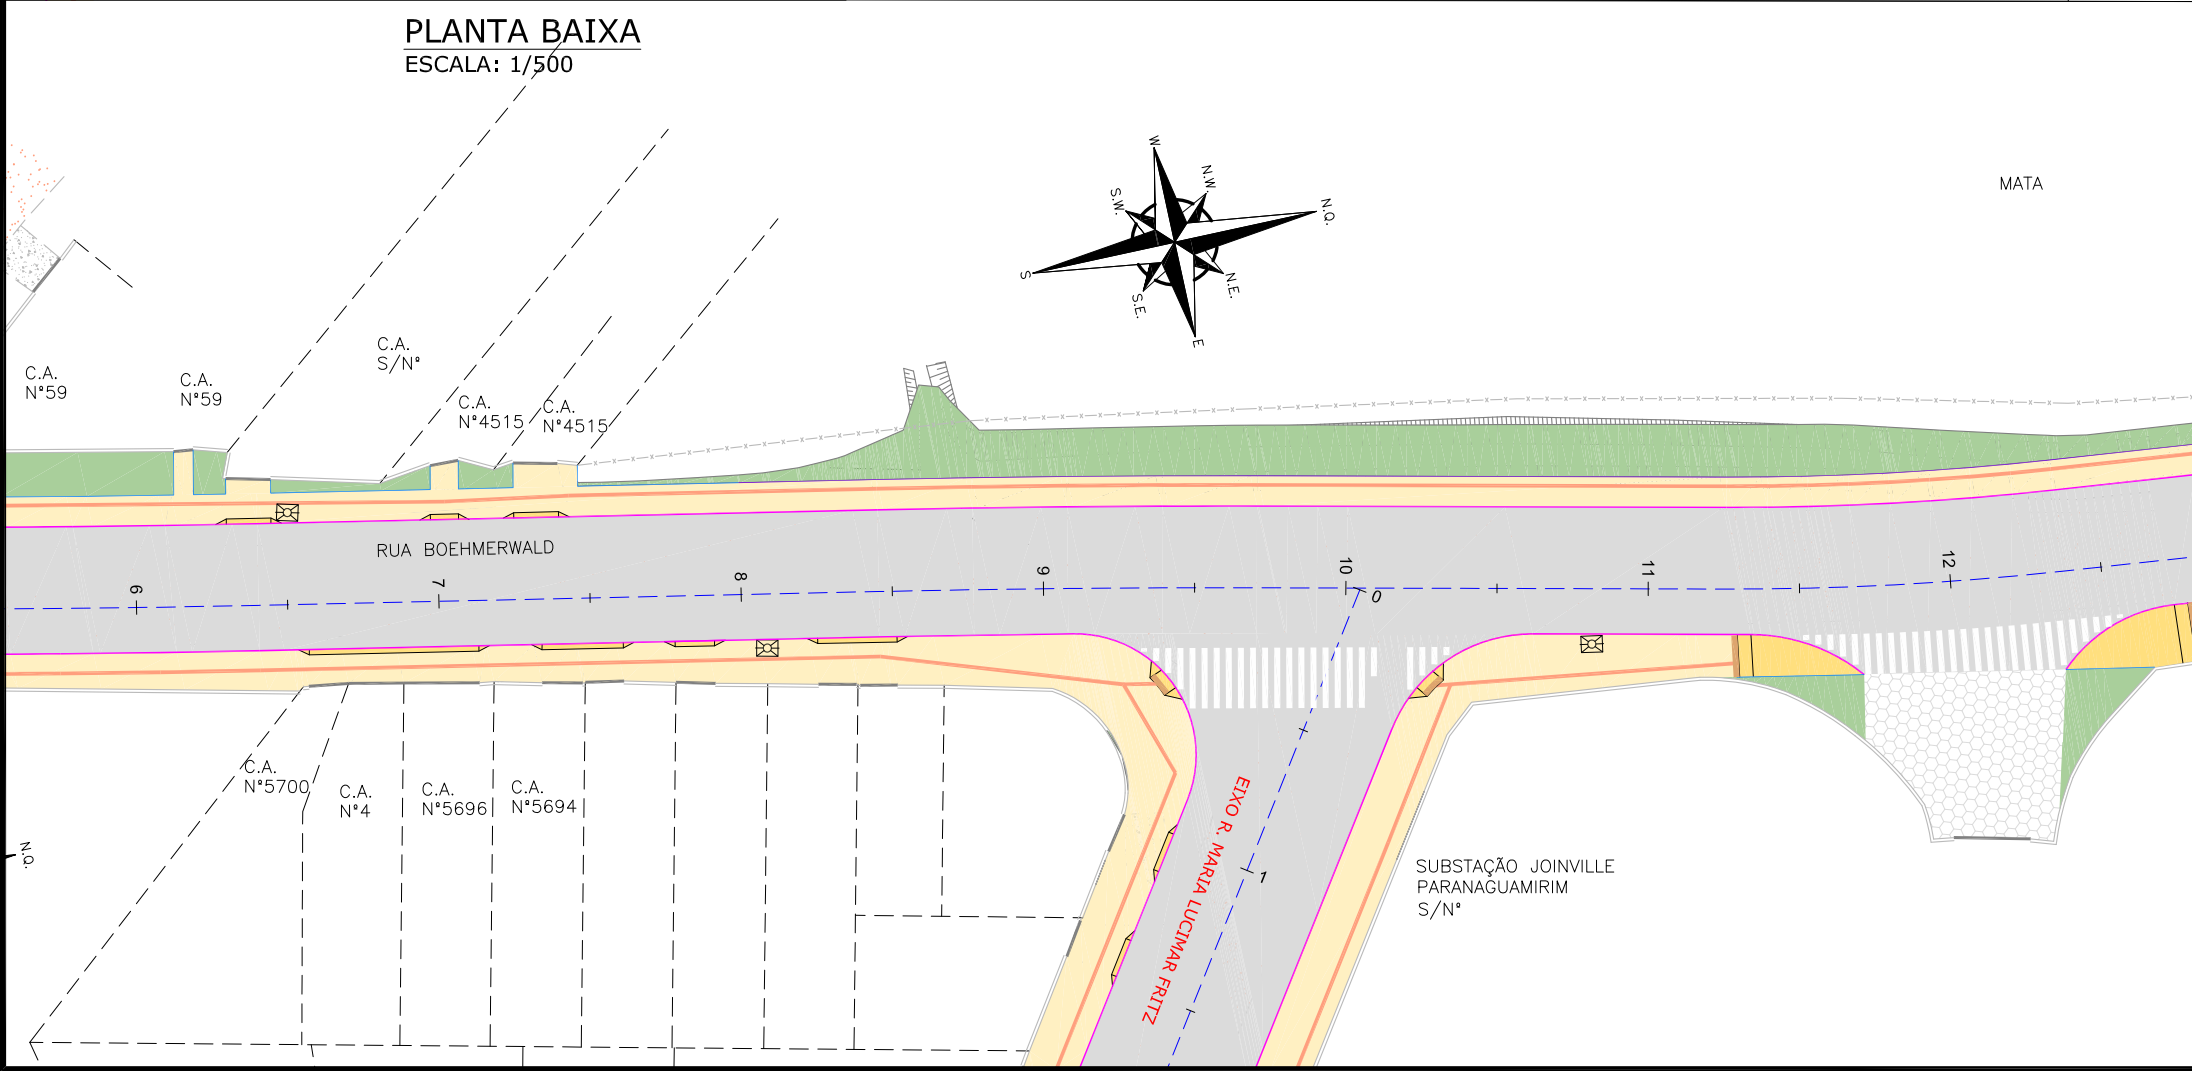 PLANTA BAIXA
ESCALA: 1/500
W
N.W.
S.W.
N.Q.
S
N.E.
S.E.
E
MATA
C.A.
N°59
C.A.
N°59
C.A.
S/N°
C.A.
N°4515
C.A.
N°4515
RUA BOEHMERWALD
6
7
8
9
10
11
12
0
C.A.
N°5700
C.A.
N°4
C.A.
N°5696
C.A.
N°5694
EIXO R. MARIA LUCIMAR FRITZ
1
N.Q.
SUBSTAÇÃO JOINVILLE
PARANAGUAMIRIM
S/N°